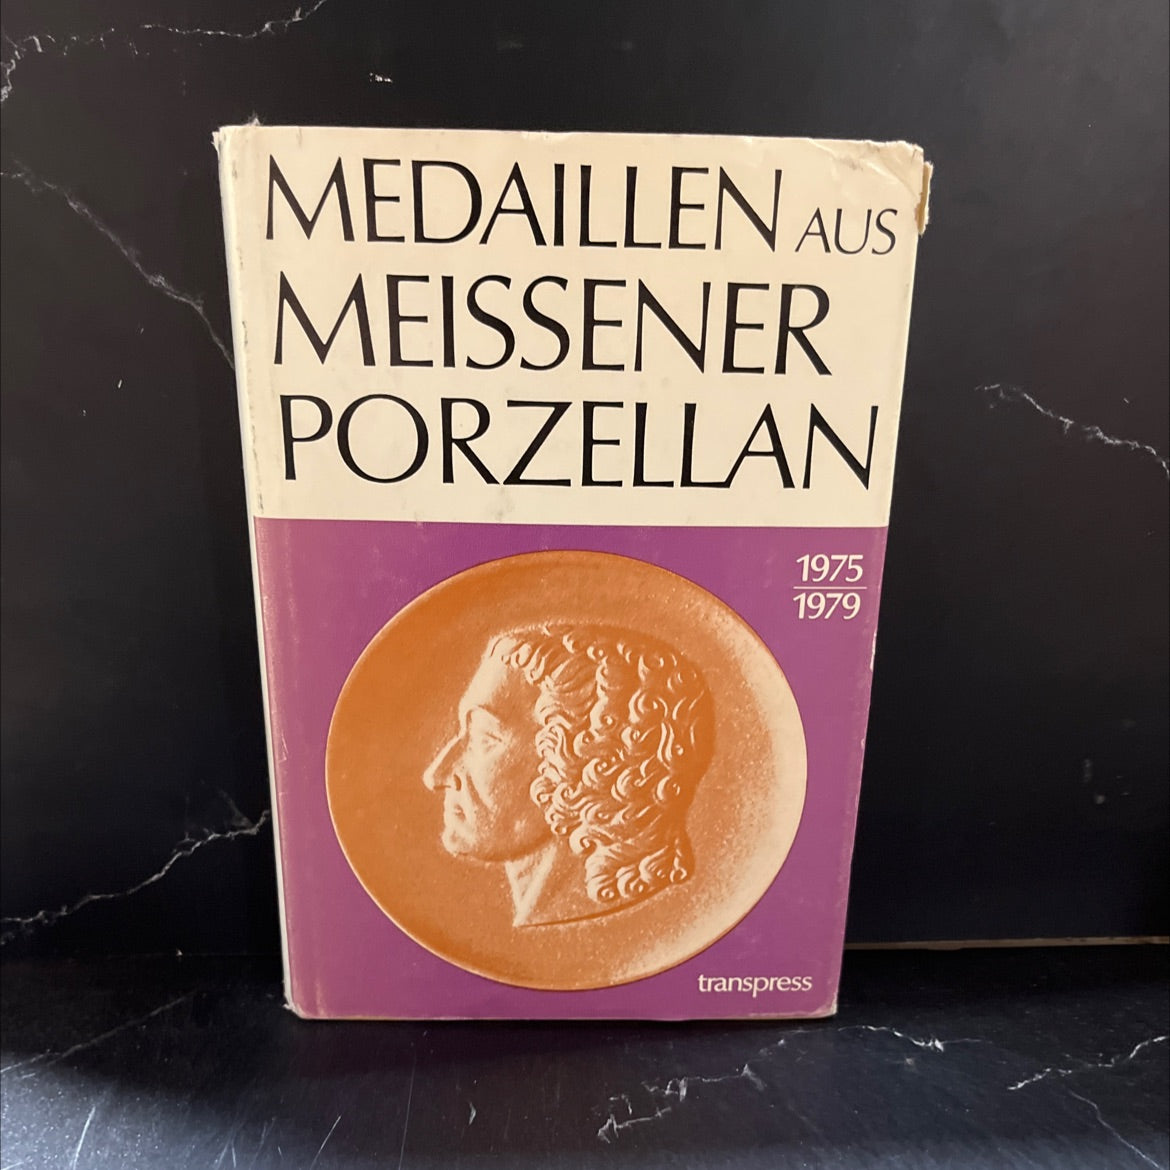 MEDAILLEN AUS
MEISSENER
PORZELLAN
1975
1979
transpress